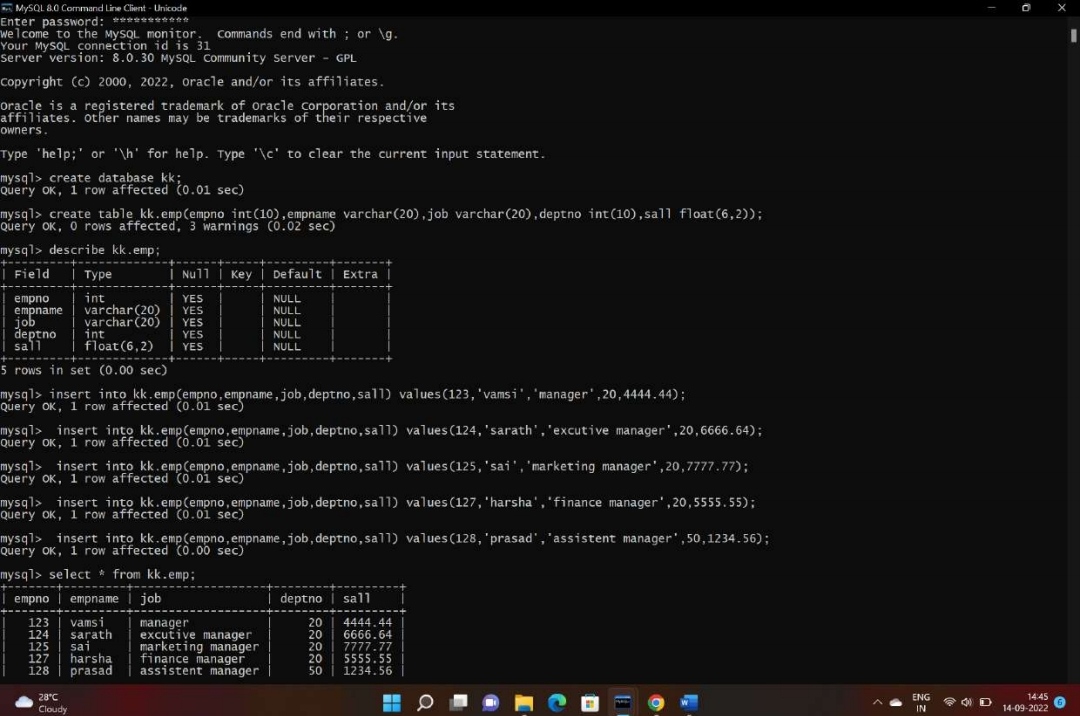 MySQL 8.0 Command Line Client - Unicode
Enter password: ***********
Welcome to the MySQL monitor.  Commands end with ; or \g.
Your MySQL connection id is 31
Server version: 8.0.30 MySQL Community Server - GPL
Copyright (c) 2000, 2022, Oracle and/or its affiliates.
Oracle is a registered trademark of Oracle Corporation and/or its
affiliates. Other names may be trademarks of their respective
owners.
Type 'help;' or '\h' for help. Type '\c' to clear the current input statement.
mysql> create database kk;
Query OK, 1 row affected (0.01 sec)
mysql> create table kk.emp(empno int(10),empname varchar(20),job varchar(20),deptno int(10),sall float(6,2));
Query OK, 0 rows affected, 3 warnings (0.02 sec)
mysql> describe kk.emp;
+---------+-------------+------+-----+---------+-------+
| Field   | Type        | Null | Key | Default | Extra |
+---------+-------------+------+-----+---------+-------+
| empno   | int         | YES  |     | NULL    |       |
| empname | varchar(20) | YES  |     | NULL    |       |
| job     | varchar(20) | YES  |     | NULL    |       |
| deptno  | int         | YES  |     | NULL    |       |
| sall    | float(6,2)  | YES  |     | NULL    |       |
+---------+-------------+------+-----+---------+-------+
5 rows in set (0.00 sec)
mysql> insert into kk.emp(empno,empname,job,deptno,sall) values(123,'vamsi','manager',20,4444.44);
Query OK, 1 row affected (0.01 sec)
mysql>  insert into kk.emp(empno,empname,job,deptno,sall) values(124,'sarath','excutive manager',20,6666.64);
Query OK, 1 row affected (0.01 sec)
mysql>  insert into kk.emp(empno,empname,job,deptno,sall) values(125,'sai','marketing manager',20,7777.77);
Query OK, 1 row affected (0.01 sec)
mysql>  insert into kk.emp(empno,empname,job,deptno,sall) values(127,'harsha','finance manager',20,5555.55);
Query OK, 1 row affected (0.01 sec)
mysql>  insert into kk.emp(empno,empname,job,deptno,sall) values(128,'prasad','assistent manager',50,1234.56);
Query OK, 1 row affected (0.00 sec)
mysql> select * from kk.emp;
+-------+---------+-------------------+--------+---------+
| empno | empname | job               | deptno | sall    |
+-------+---------+-------------------+--------+---------+
|   123 | vamsi   | manager           |     20 | 4444.44 |
|   124 | sarath  | excutive manager  |     20 | 6666.64 |
|   125 | sai     | marketing manager |     20 | 7777.77 |
|   127 | harsha  | finance manager   |     20 | 5555.55 |
|   128 | prasad  | assistent manager |     50 | 1234.56 |
28°C
Cloudy
ENG
IN
14:45
14-09-2022
6